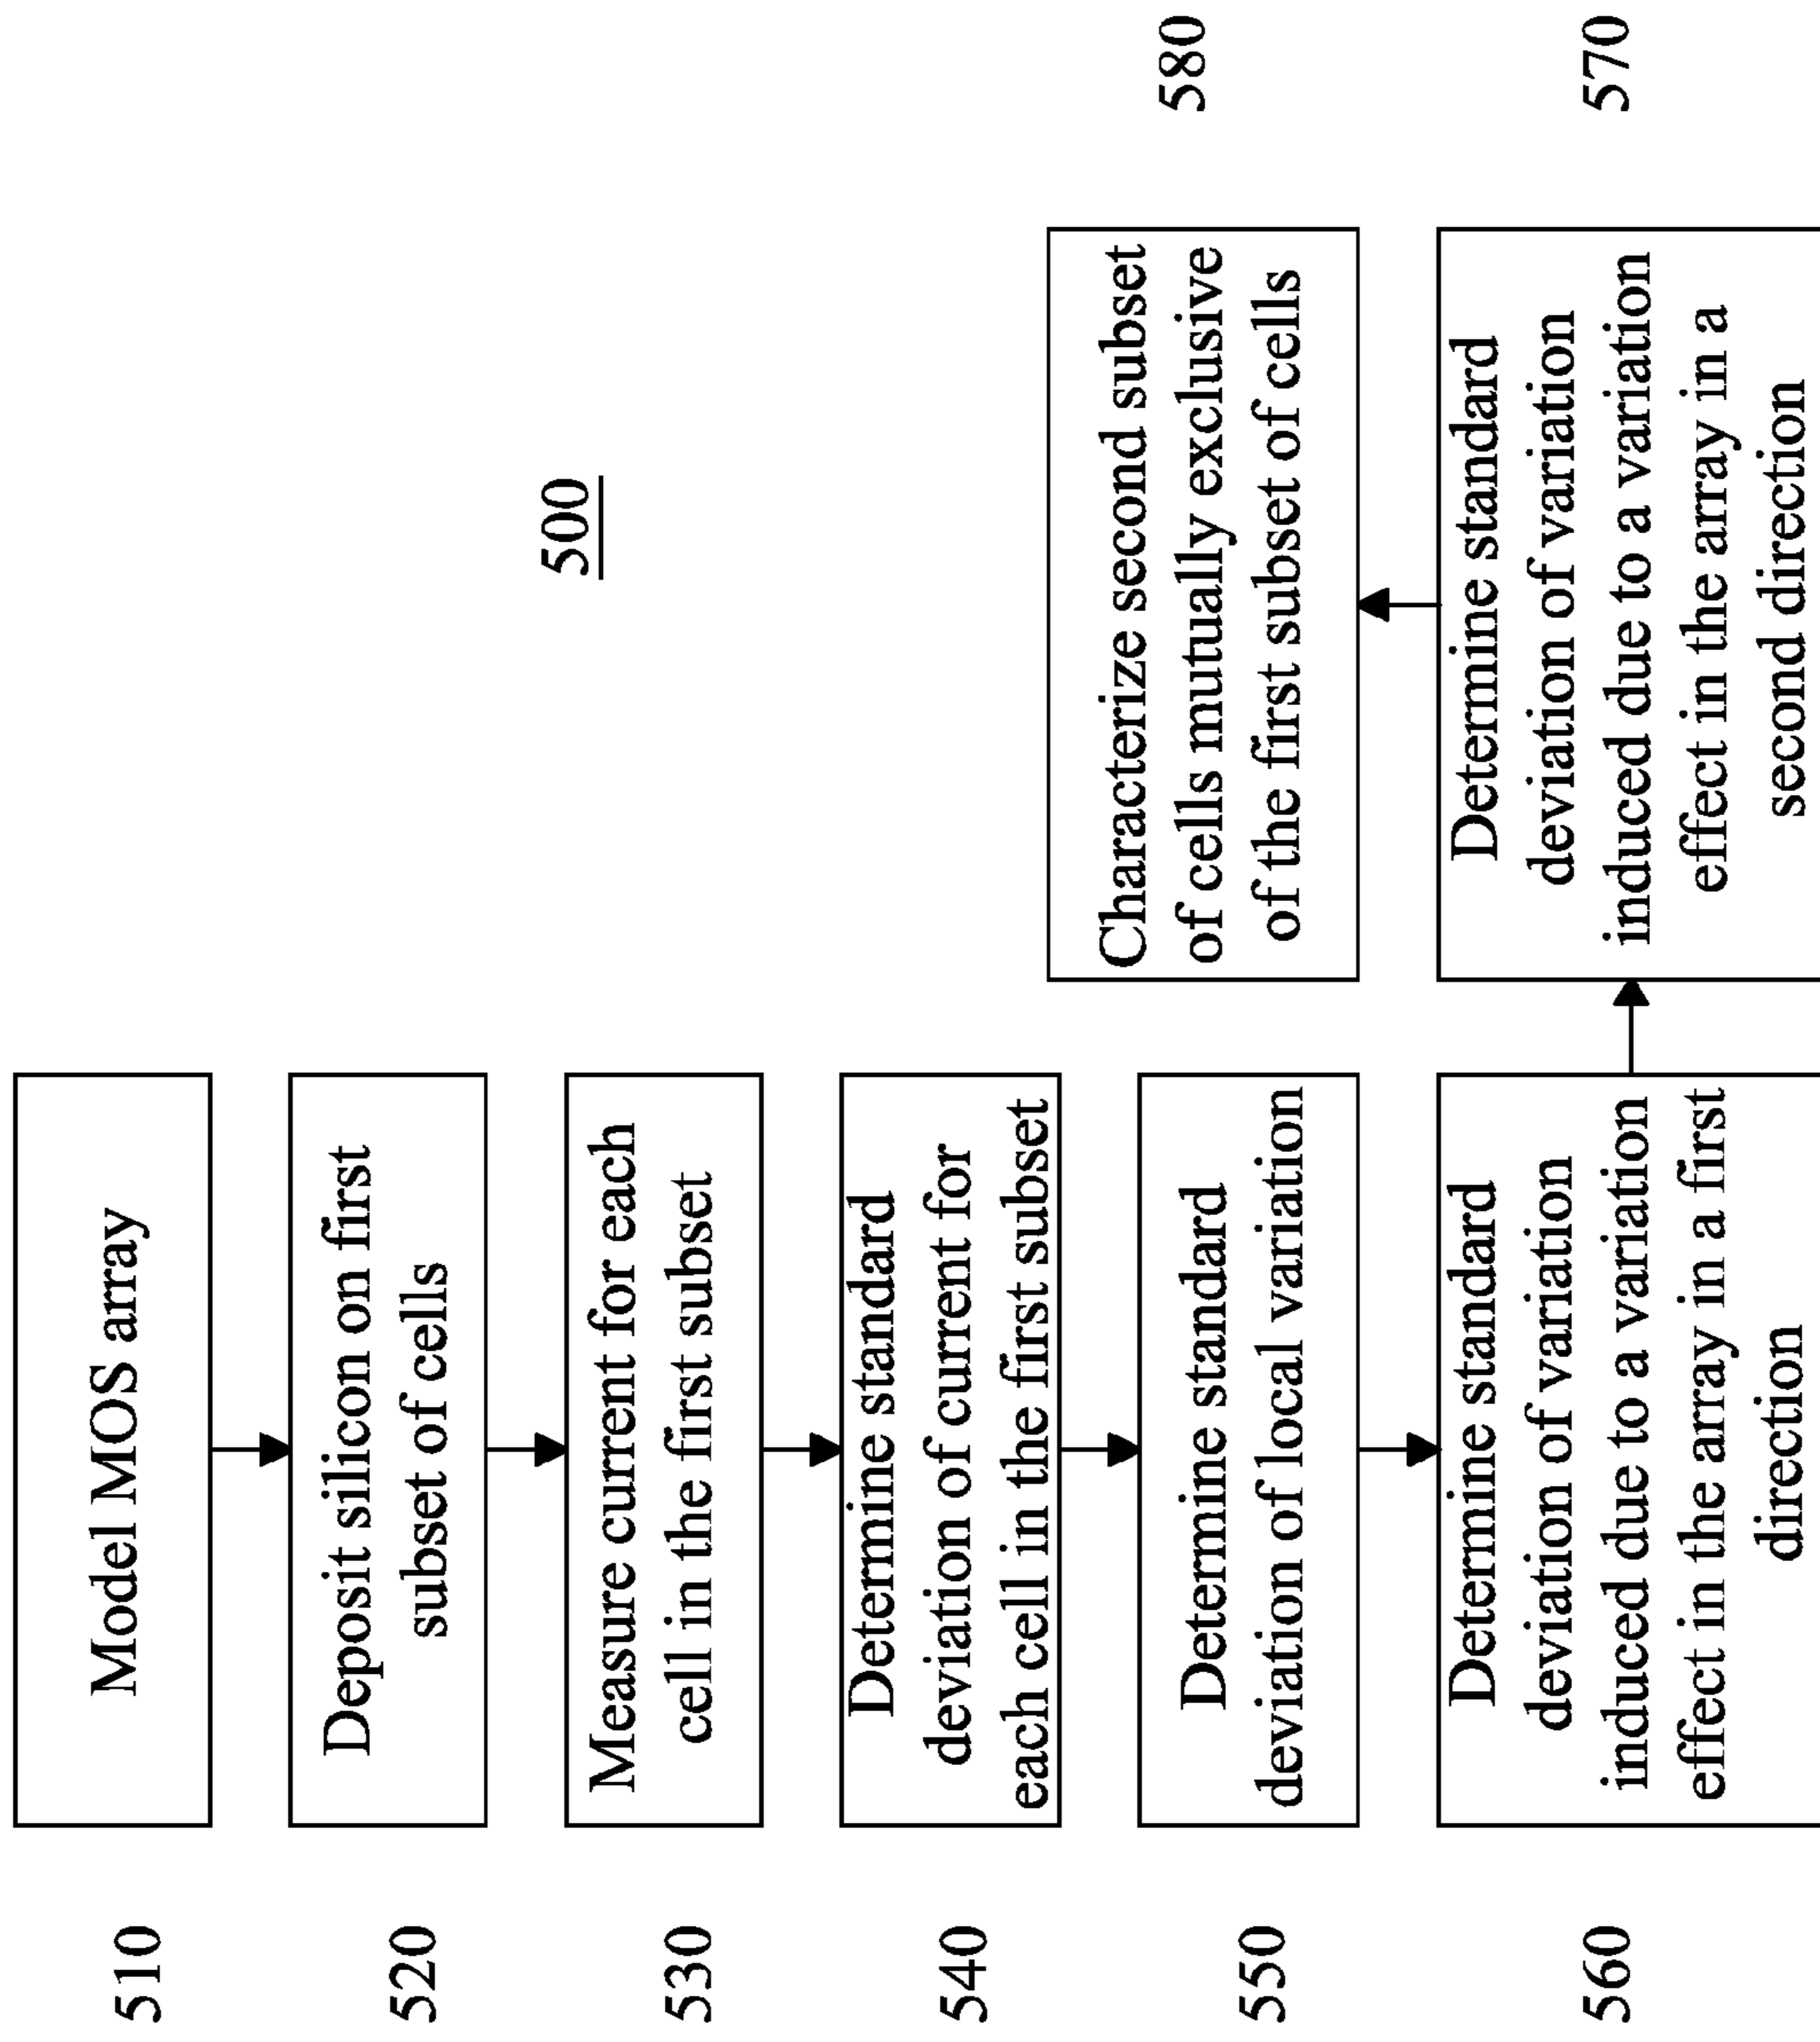 500
510
Model MOS array
520
Deposit silicon on first
subset of cells
530
Measure current for each
cell in the first subset
540
Determine standard
deviation of current for
each cell in the first subset
550
Determine standard
deviation of local variation
560
Determine standard
deviation of variation
induced due to a variation
effect in the array in a first
direction
Determine standard
deviation of variation
induced due to a variation
effect in the array in a
second direction
570
Characterize second subset
of cells mutually exclusive
of the first subset of cells
580